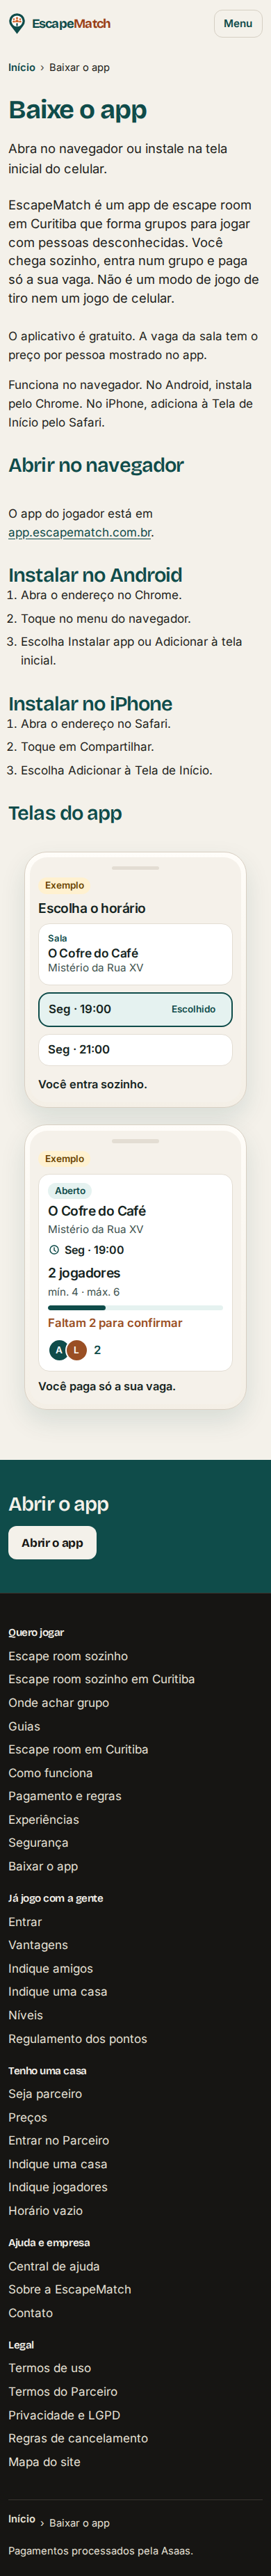 EscapeMatch
Menu
Início › Baixar o app
Baixe o app
Abra no navegador ou instale na tela
inicial do celular.
EscapeMatch é um app de escape room
em Curitiba que forma grupos para jogar
com pessoas desconhecidas. Você
chega sozinho, entra num grupo e paga
só a sua vaga. Não é um modo de jogo de
tiro nem um jogo de celular.
O aplicativo é gratuito. A vaga da sala tem o
preço por pessoa mostrado no app.
Funciona no navegador. No Android, instala
pelo Chrome. No iPhone, adiciona à Tela de
Início pelo Safari.
Abrir no navegador
O app do jogador está em
app.escapematch.com.br.
Instalar no Android
1. Abra o endereço no Chrome.
2. Toque no menu do navegador.
3. Escolha Instalar app ou Adicionar à tela
inicial.
Instalar no iPhone
1. Abra o endereço no Safari.
2. Toque em Compartilhar.
3. Escolha Adicionar à Tela de Início.
Telas do app
Exemplo
Escolha o horário
Sala
O Cofre do Café
Mistério da Rua XV
Seg · 19:00 Escolhido
Seg · 21:00
Você entra sozinho.
Exemplo
Aberto
O Cofre do Café
Mistério da Rua XV
Seg · 19:00
2 jogadores
mín. 4 · máx. 6
Faltam 2 para confirmar
A L 2
Você paga só a sua vaga.
Abrir o app
Abrir o app
Quero jogar
Escape room sozinho
Escape room sozinho em Curitiba
Onde achar grupo
Guias
Escape room em Curitiba
Como funciona
Pagamento e regras
Experiências
Segurança
Baixar o app
Já jogo com a gente
Entrar
Vantagens
Indique amigos
Indique uma casa
Níveis
Regulamento dos pontos
Tenho uma casa
Seja parceiro
Preços
Entrar no Parceiro
Indique uma casa
Indique jogadores
Horário vazio
Ajuda e empresa
Central de ajuda
Sobre a EscapeMatch
Contato
Legal
Termos de uso
Termos do Parceiro
Privacidade e LGPD
Regras de cancelamento
Mapa do site
Início › Baixar o app
Pagamentos processados pela Asaas.